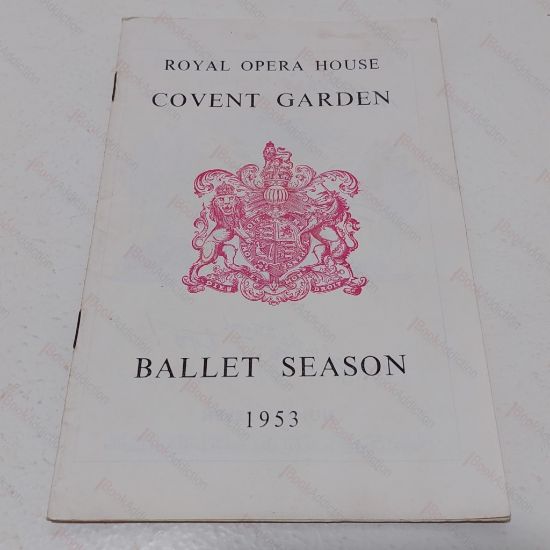 ROYAL OPERA HOUSE
COVENT GARDEN
BALLET SEASON
1953